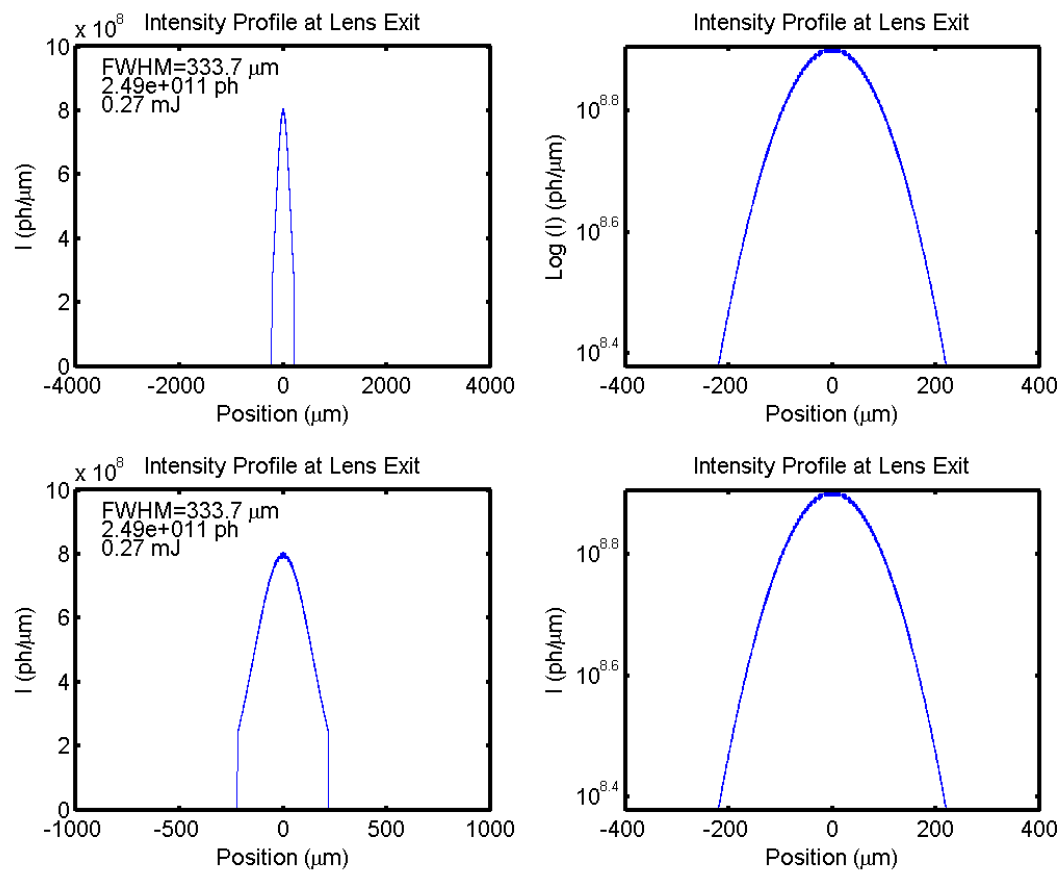 Intensity Profile at Lens Exit
x 10^8
10
8
6
4
2
0
I (ph/μm)
FWHM=333.7 μm
2.49e+011 ph
0.27 mJ
-4000 -2000 0 2000 4000
Position (μm)
Intensity Profile at Lens Exit
10^8.8
10^8.6
10^8.4
Log (I) (ph/μm)
-400 -200 0 200 400
Position (μm)
Intensity Profile at Lens Exit
x 10^8
10
8
6
4
2
0
I (ph/μm)
FWHM=333.7 μm
2.49e+011 ph
0.27 mJ
-1000 -500 0 500 1000
Position (μm)
Intensity Profile at Lens Exit
10^8.8
10^8.6
10^8.4
I (ph/μm)
-400 -200 0 200 400
Position (μm)